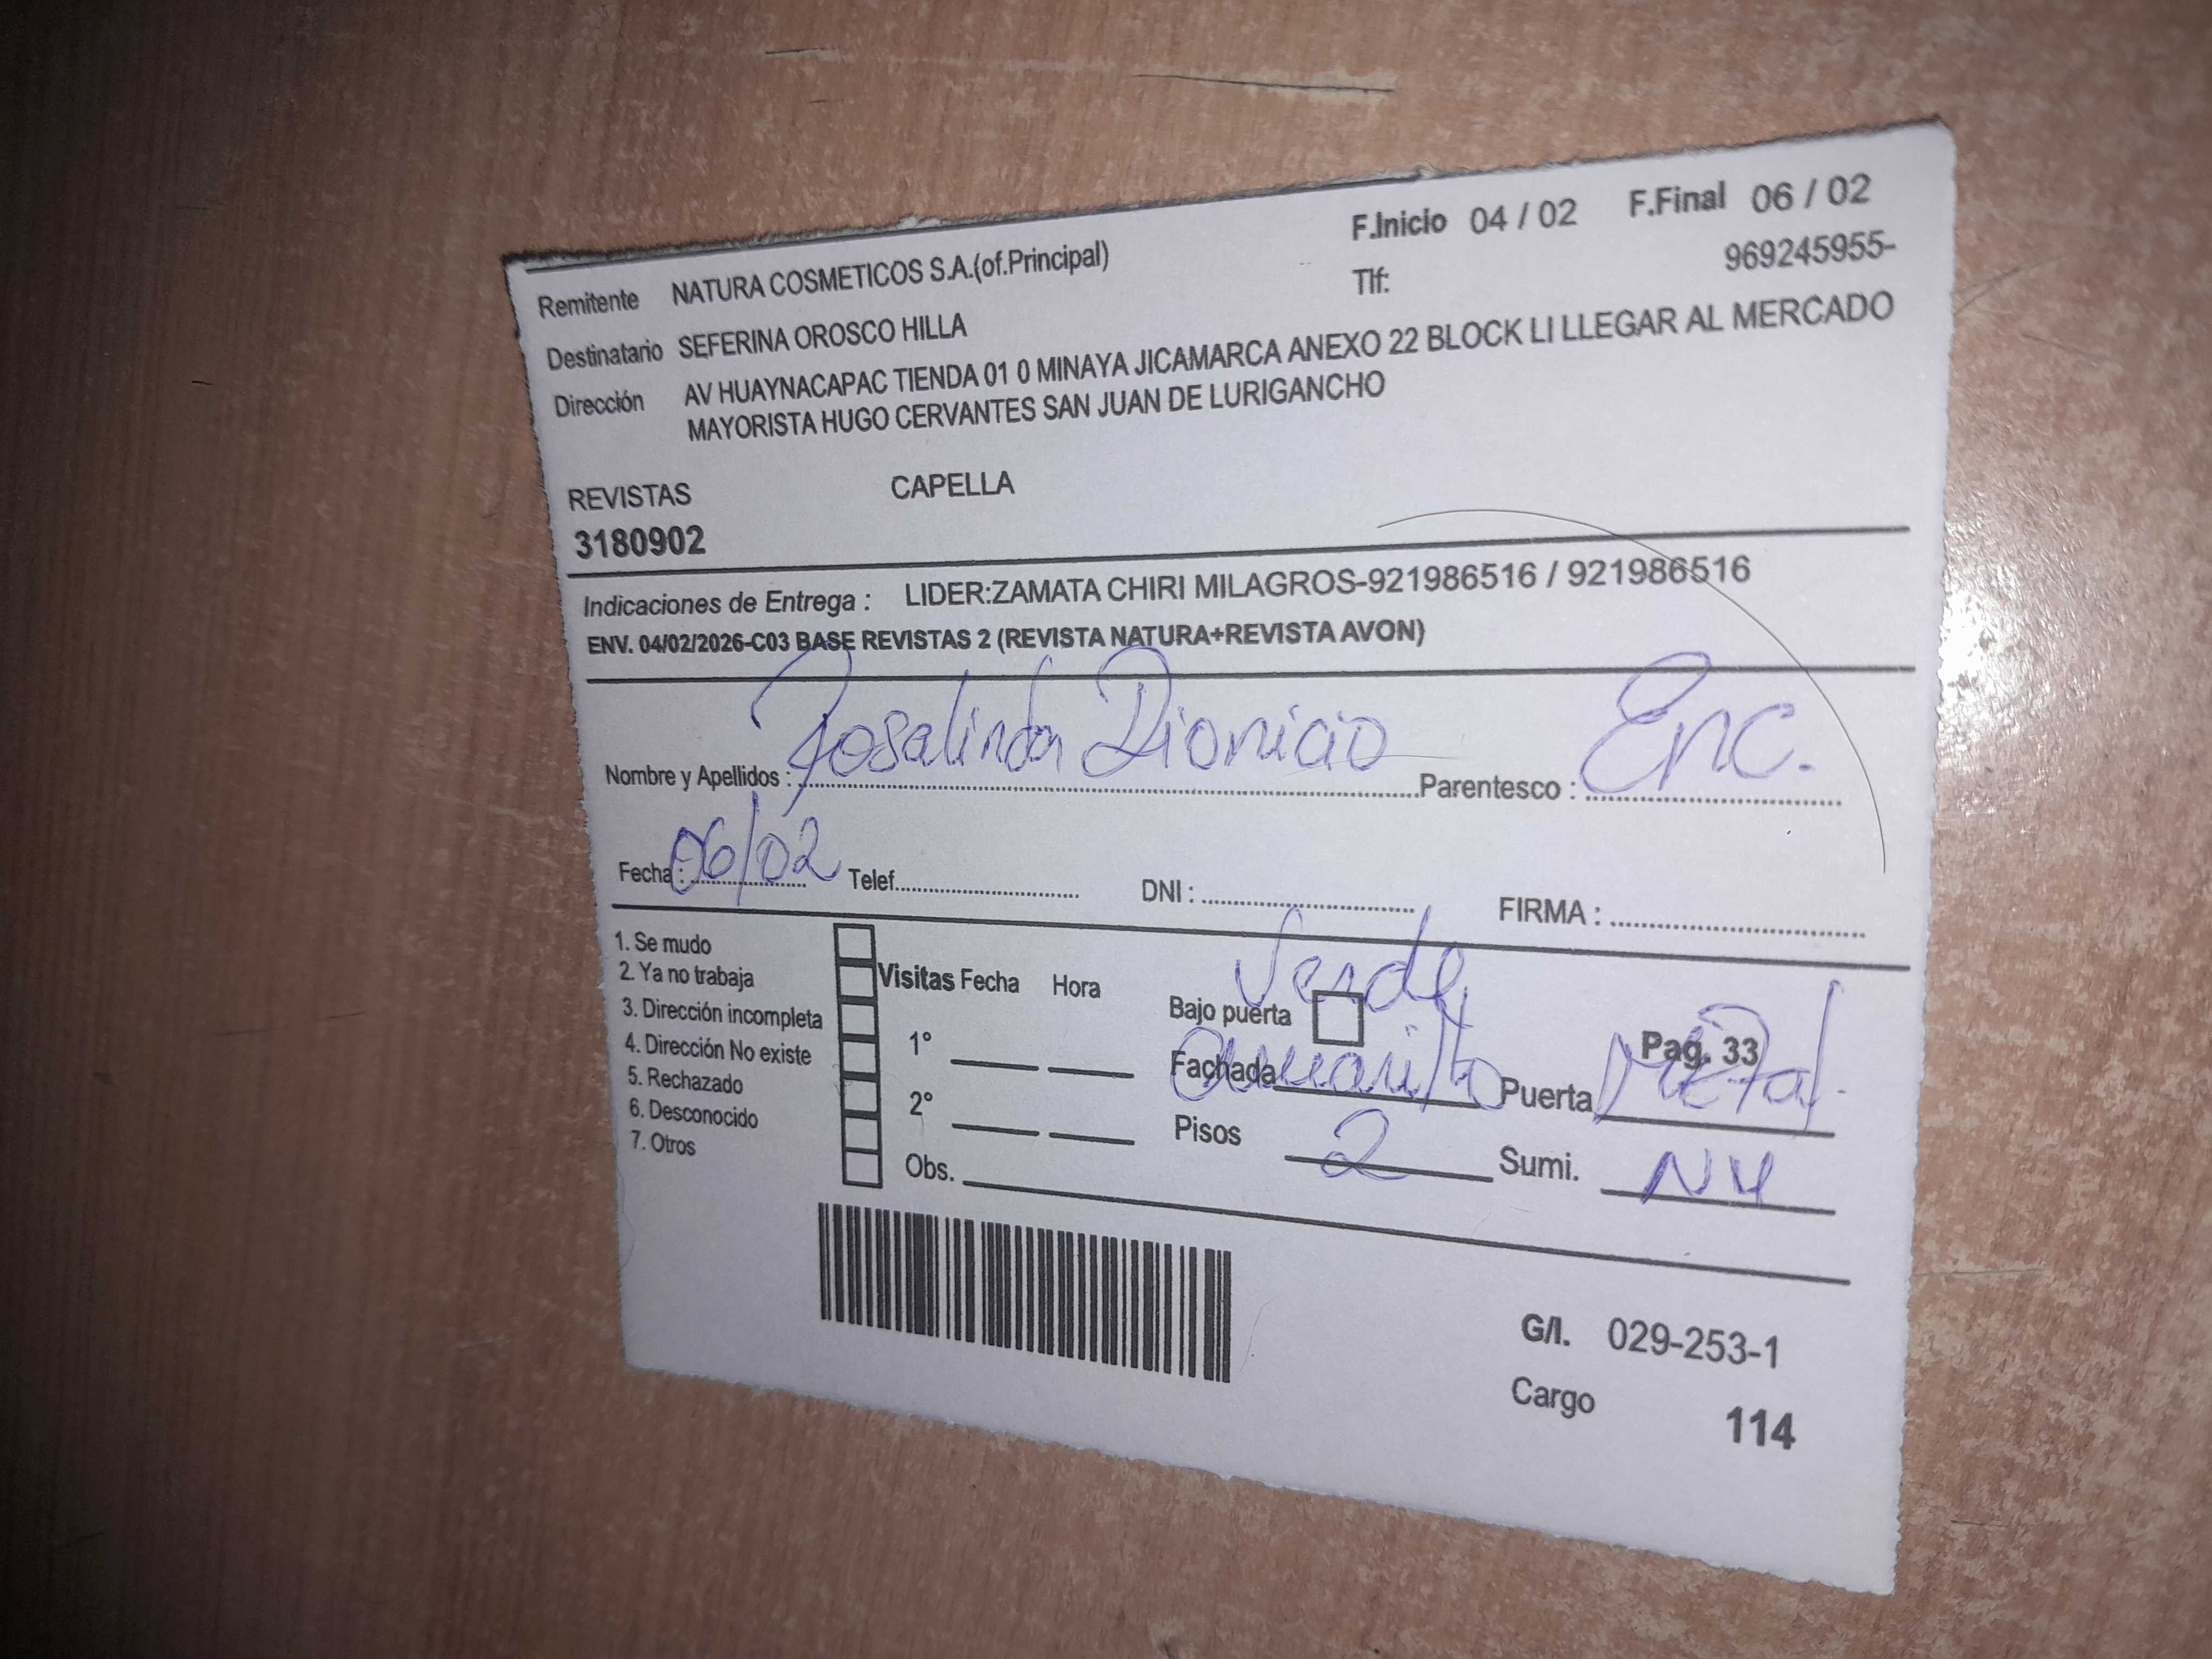 F.Inicio 04 / 02 F.Final 06 / 02
Remitente NATURA COSMETICOS S.A.(of.Principal) Tlf: 969245955-
Destinatario SEFERINA OROSCO HILLA
Dirección AV HUAYNACAPAC TIENDA 01 0 MINAYA JICAMARCA ANEXO 22 BLOCK LI LLEGAR AL MERCADO
MAYORISTA HUGO CERVANTES SAN JUAN DE LURIGANCHO
REVISTAS CAPELLA
3180902
Indicaciones de Entrega : LIDER:ZAMATA CHIRI MILAGROS-921986516 / 921986516
ENV. 04/02/2026-C03 BASE REVISTAS 2 (REVISTA NATURA+REVISTA AVON)
Nombre y Apellidos : Rosalinda Dionicio Parentesco : Enc.
Fecha : 06/02 Telef. DNI : FIRMA :
1. Se mudo
2. Ya no trabaja
3. Dirección incompleta
4. Dirección No existe
5. Rechazado
6. Desconocido
7. Otros
Visitas Fecha Hora
1°
2°
Obs.
Verde
Bajo puerta Pag. 33
Fachada amarillo Puerta Metal.
Pisos 2 Sumi. N4
G/I. 029-253-1
Cargo 114